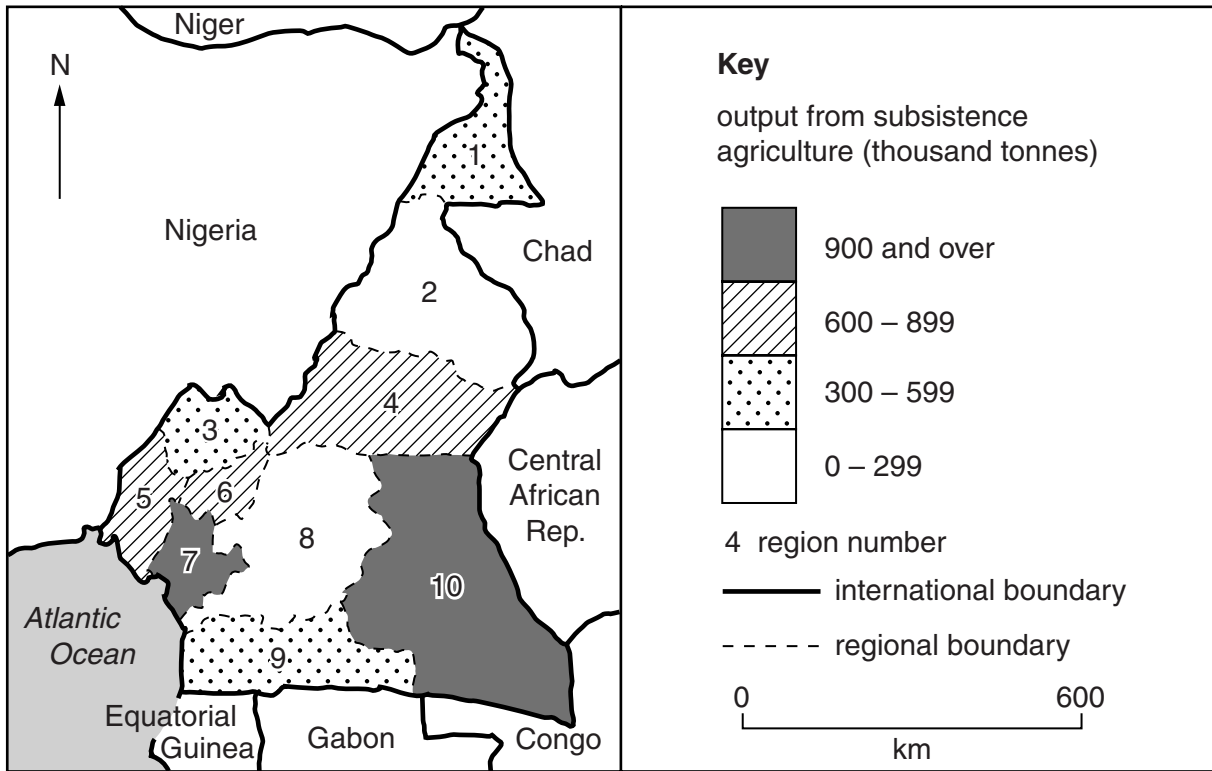 Niger
N
1
Nigeria
Chad
2
4
3
Central
African
Rep.
5
6
7
8
10
Atlantic
Ocean
9
Equatorial
Guinea
Gabon
Congo
Key
output from subsistence
agriculture (thousand tonnes)
900 and over
600 – 899
300 – 599
0 – 299
4 region number
international boundary
regional boundary
0 600
km